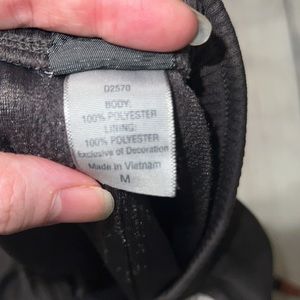 D2570
BODY:
100% POLYESTER
LINING:
100% POLYESTER
Exclusive of Decoration
Made in Vietnam
M